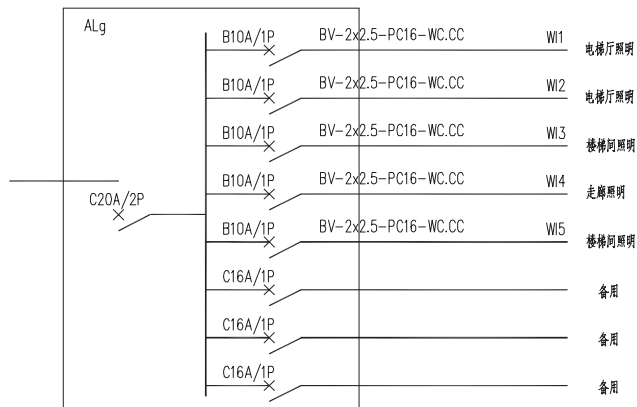 ALg
B10A/1P BV-2x2.5-PC16-WC.CC Wl1 电梯厅照明
B10A/1P BV-2x2.5-PC16-WC.CC Wl2 电梯厅照明
B10A/1P BV-2x2.5-PC16-WC.CC Wl3 楼梯间照明
B10A/1P BV-2x2.5-PC16-WC.CC Wl4 走廊照明
C20A/2P
B10A/1P BV-2x2.5-PC16-WC.CC Wl5 楼梯间照明
C16A/1P 备用
C16A/1P 备用
C16A/1P 备用